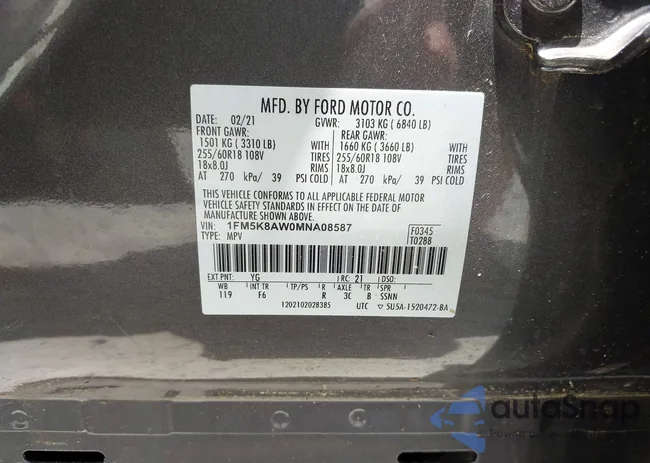 MFD. BY FORD MOTOR CO.
DATE: 02/21 GVWR: 3103 KG ( 6840 LB)
FRONT GAWR: REAR GAWR:
1501 KG ( 3310 LB) WITH 1660 KG ( 3660 LB) WITH
255/60R18 108V TIRES 255/60R18 108V TIRES
18x8.0J RIMS 18x8.0J RIMS
AT 270 kPa/ 39 PSI COLD AT 270 kPa/ 39 PSI COLD
THIS VEHICLE CONFORMS TO ALL APPLICABLE FEDERAL MOTOR
VEHICLE SAFETY STANDARDS IN EFFECT ON THE DATE OF
MANUFACTURE SHOWN ABOVE.
VIN: 1FM5K8AW0MNA08587 F0345
TYPE: MPV T0288
EXT PNT: YG RC: 21 DSO:
WB INT TR TP/PS R AXLE TR SPR
119 F6 R 3C B SSNN
1202102028385 UTC ▽ 5U5A-1520472-BA
autoSnap